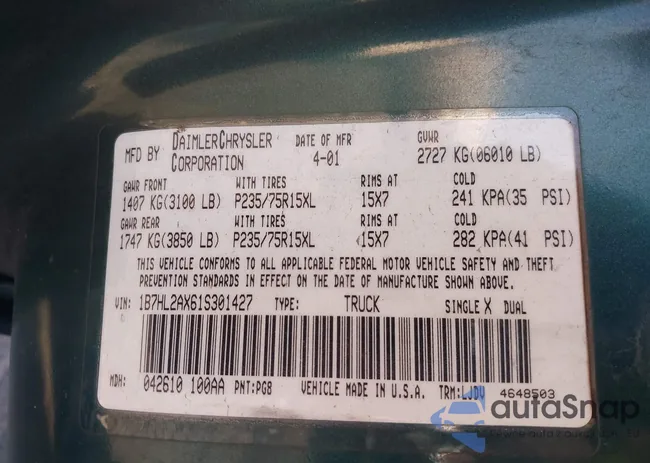 MFD BY DAIMLERCHRYSLER CORPORATION DATE OF MFR 4-01 GVWR 2727 KG(06010 LB)
GAWR FRONT WITH TIRES RIMS AT COLD
1407 KG(3100 LB) P235/75R15XL 15X7 241 KPA(35 PSI)
GAWR REAR WITH TIRES RIMS AT COLD
1747 KG(3850 LB) P235/75R15XL 15X7 282 KPA(41 PSI)
THIS VEHICLE CONFORMS TO ALL APPLICABLE FEDERAL MOTOR VEHICLE SAFETY AND THEFT
PREVENTION STANDARDS IN EFFECT ON THE DATE OF MANUFACTURE SHOWN ABOVE.
VIN: 1B7HL2AX61S301427 TYPE: TRUCK SINGLE X DUAL
MDH: 042610 100AA PNT:PG8 VEHICLE MADE IN U.S.A. TRM:LJDV 4648503
autoSnap